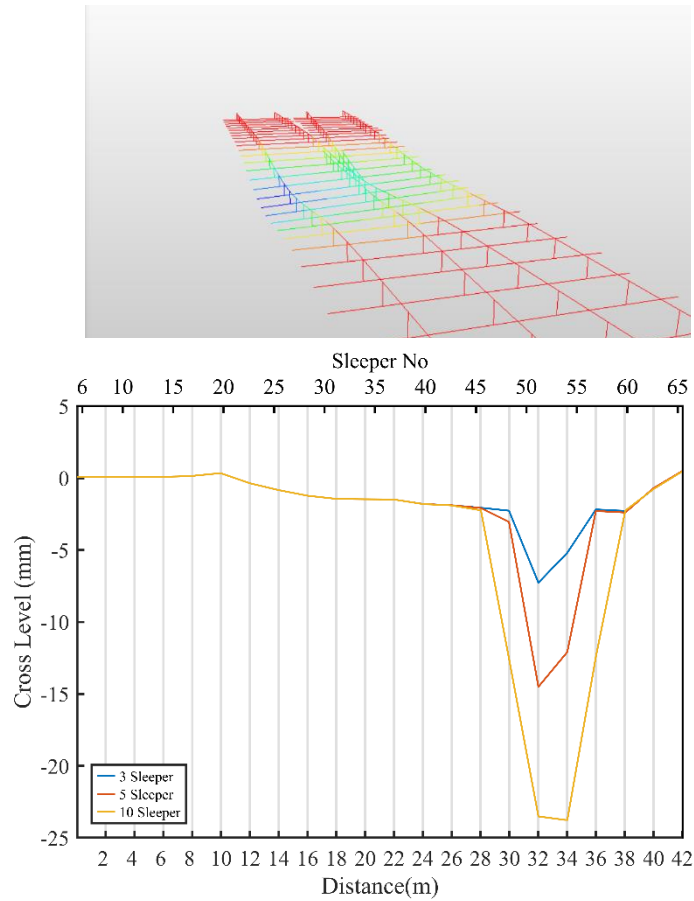 Sleeper No
6 10 15 20 25 30 35 40 45 50 55 60 65
5
0
-5
-10
-15
-20
-25
Cross Level (mm)
3 Sleeper
5 Sleeper
10 Sleeper
2 4 6 8 10 12 14 16 18 20 22 24 26 28 30 32 34 36 38 40 42
Distance(m)